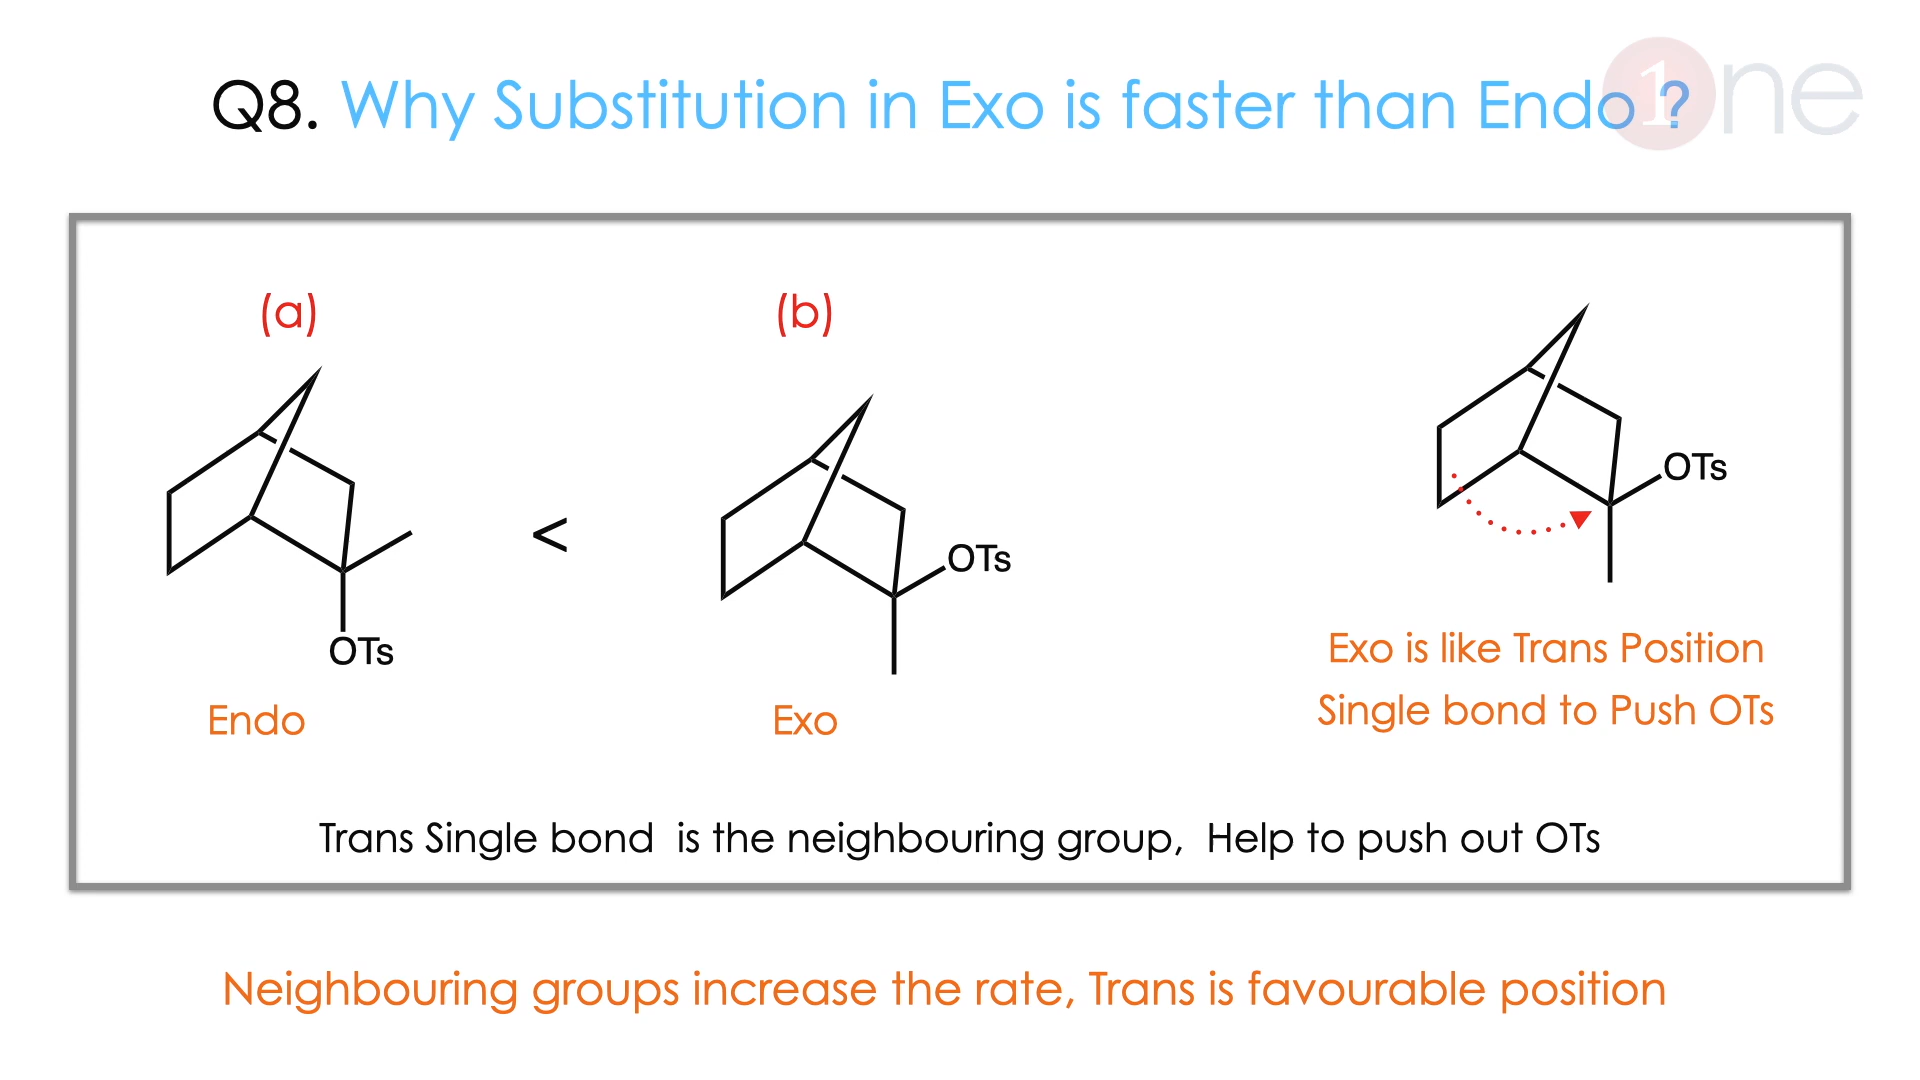 Q8. Why Substitution in Exo is faster than Endo ?
1ne
(a)
(b)
OTs
<
OTs
OTs
Endo
Exo
Exo is like Trans Position
Single bond to Push OTs
Trans Single bond is the neighbouring group, Help to push out OTs
Neighbouring groups increase the rate, Trans is favourable position